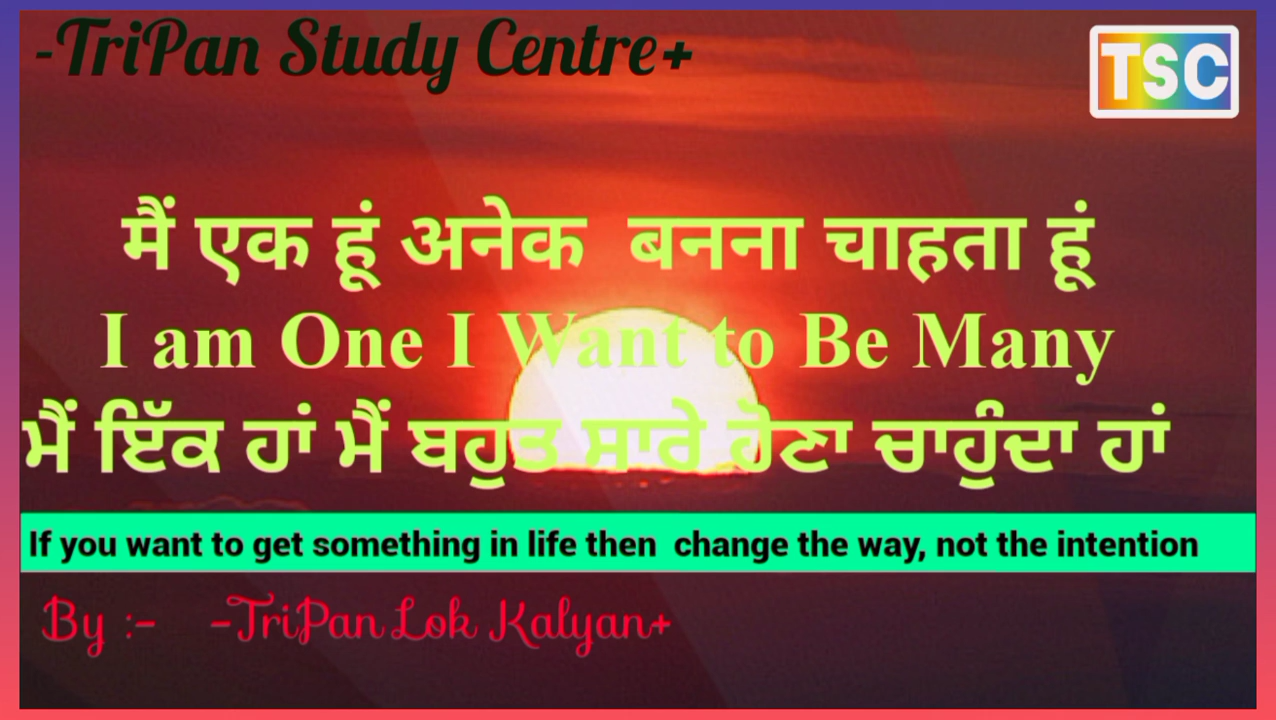 -TriPan Study Centre+
TSC
मैं एक हूं अनेक  बनना चाहता हूं
I am One I Want to Be Many
ਮੈਂ ਇੱਕ ਹਾਂ ਮੈਂ ਬਹੁਤ ਸਾਰੇ ਹੋਣਾ ਚਾਹੁੰਦਾ ਹਾਂ
If you want to get something in life then  change the way, not the intention
By :-   -TriPan Lok Kalyan+